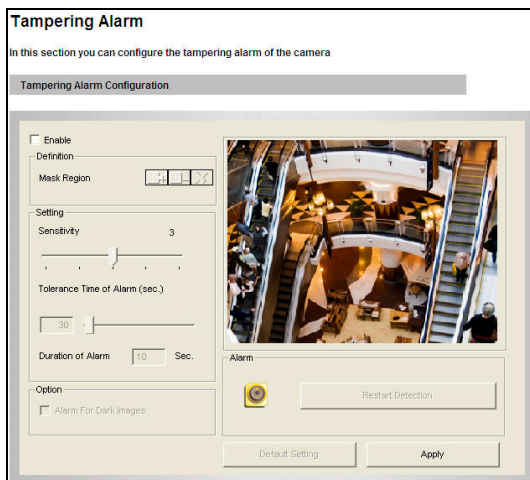 Tampering Alarm
In this section you can configure the tampering alarm of the camera
Tampering Alarm Configuration
Enable
Definition
Mask Region
Setting
Sensitivity 3
Tolerance Time of Alarm (sec.)
30
Duration of Alarm 10 Sec.
Option
Alarm For Dark Images
Alarm
Restart Detection
Default Setting
Apply